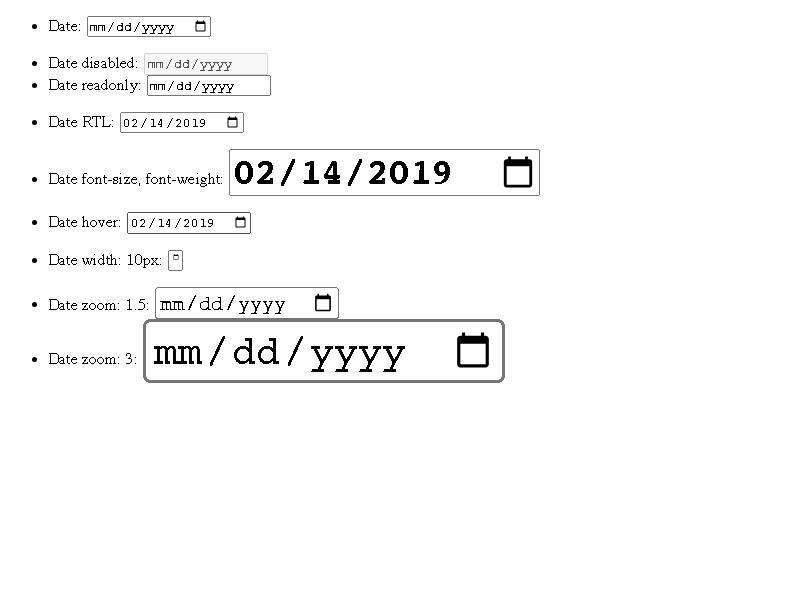 Date: mm/dd/yyyy
Date disabled: mm/dd/yyyy
Date readonly: mm/dd/yyyy
Date RTL: 02/14/2019
Date font-size, font-weight: 02/14/2019
Date hover: 02/14/2019
Date width: 10px:
Date zoom: 1.5: mm/dd/yyyy
Date zoom: 3: mm/dd/yyyy